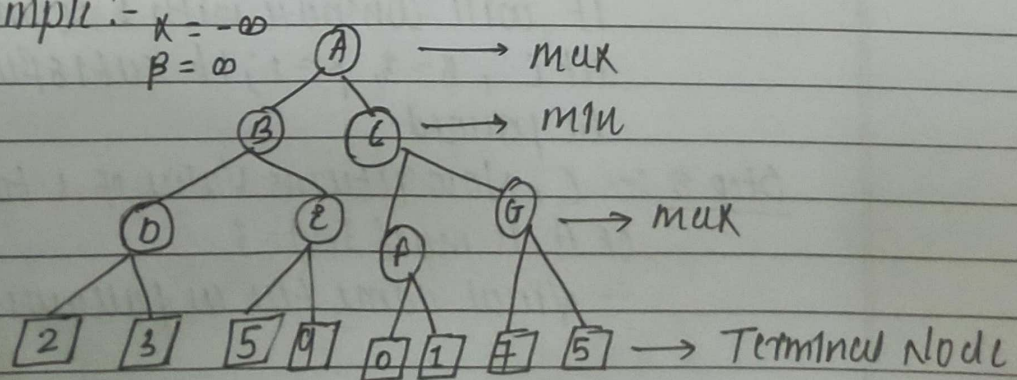 mple :-
α = -∞
β = ∞
A → max
B C → min
D E F G → max
2 3 5 9 0 1 7 5 → Terminal Node